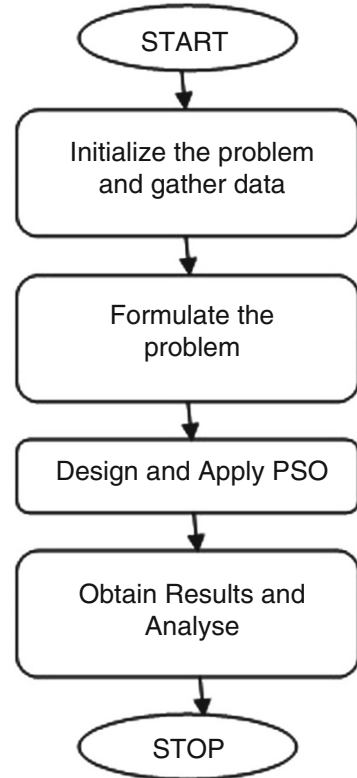 START
Initialize the problem
and gather data
Formulate the
problem
Design and Apply PSO
Obtain Results and
Analyse
STOP